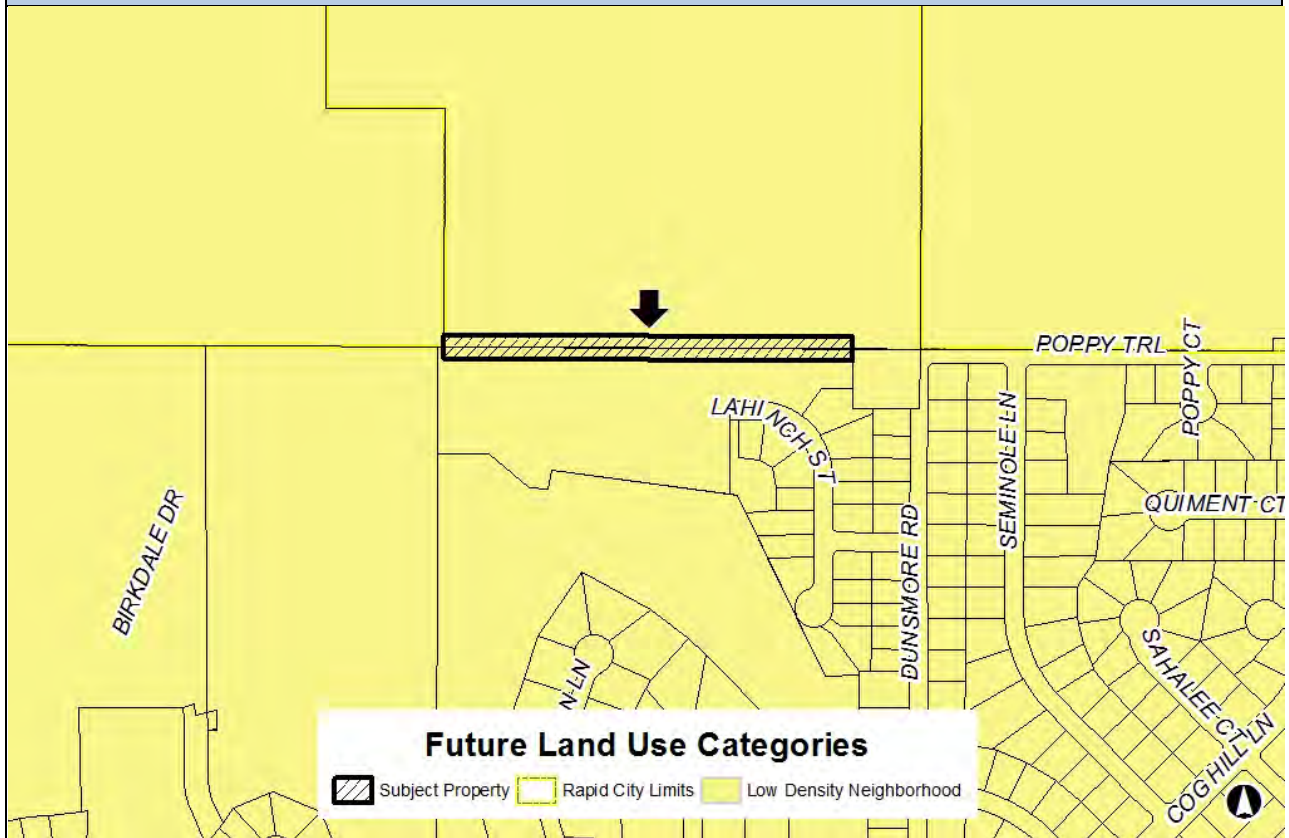 POPPY TRL
POPPY CT
LAHINCH ST
SEMINOLE LN
QUIMENT CT
BIRKDALE DR
DUNSMORE RD
N LN
SAHALEE CT
COGHILL LN
Future Land Use Categories
Subject Property Rapid City Limits Low Density Neighborhood